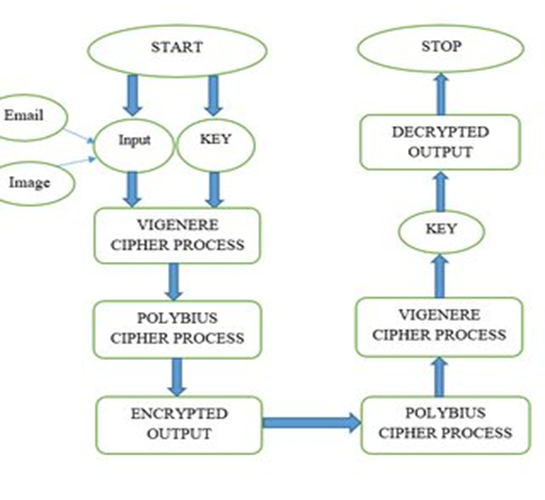 START
Email
Image
Input
KEY
VIGENERE
CIPHER PROCESS
POLYBIUS
CIPHER PROCESS
ENCRYPTED
OUTPUT
POLYBIUS
CIPHER PROCESS
VIGENERE
CIPHER PROCESS
KEY
DECRYPTED
OUTPUT
STOP